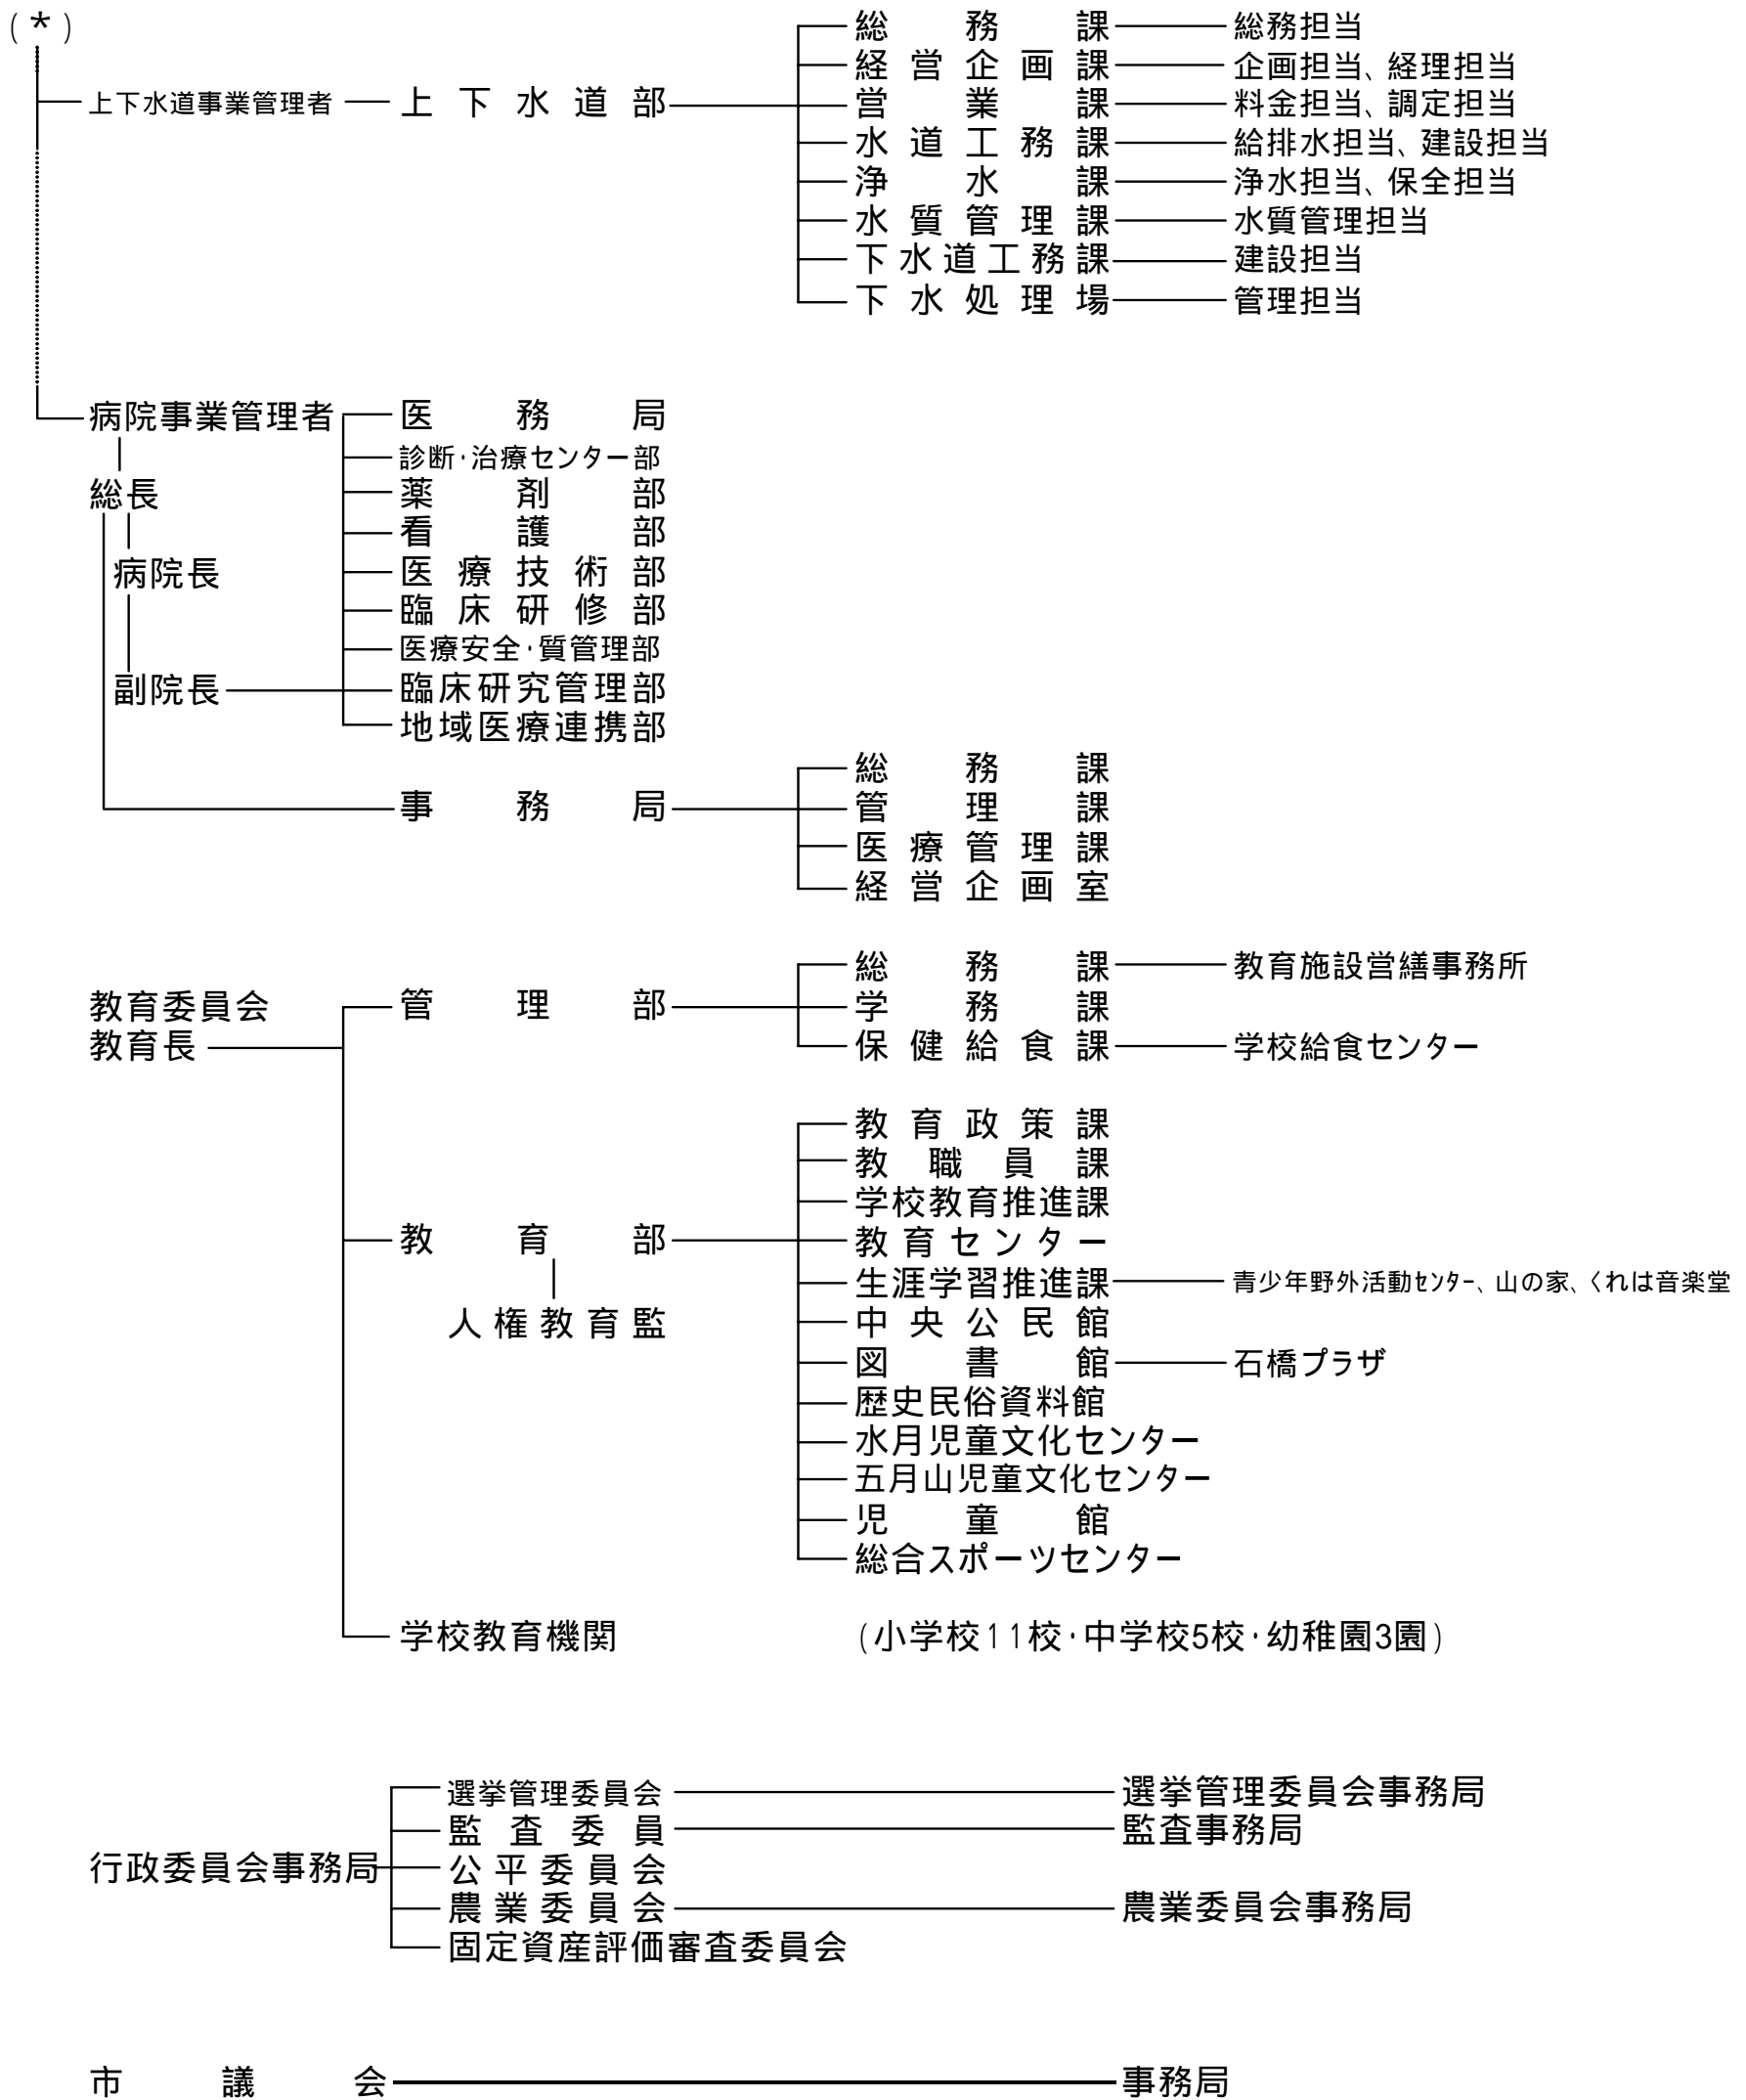 (*)
総務課 総務担当
経営企画課 企画担当、経理担当
上下水道事業管理者 上下水道部 営業課 料金担当、調定担当
水道工務課 給排水担当、建設担当
浄水課 浄水担当、保全担当
水質管理課 水質管理担当
下水道工務課 建設担当
下水処理場 管理担当
病院事業管理者 医務局
診断・治療センター部
総長 薬剤部
看護部
病院長 医療技術部
臨床研修部
医療安全・質管理部
副院長 臨床研究管理部
地域医療連携部
総務課
事務局 管理課
医療管理課
経営企画室
総務課 教育施設営繕事務所
教育委員会 管理部 学務課
教育長 保健給食課 学校給食センター
教育政策課
教職員課
学校教育推進課
教育部 教育センター
生涯学習推進課 青少年野外活動センター、山の家、くれは音楽堂
人権教育監 中央公民館
図書館 石橋プラザ
歴史民俗資料館
水月児童文化センター
五月山児童文化センター
児童館
総合スポーツセンター
学校教育機関 (小学校11校・中学校5校・幼稚園3園)
選挙管理委員会 選挙管理委員会事務局
監査委員 監査事務局
行政委員会事務局 公平委員会
農業委員会 農業委員会事務局
固定資産評価審査委員会
市議会 事務局